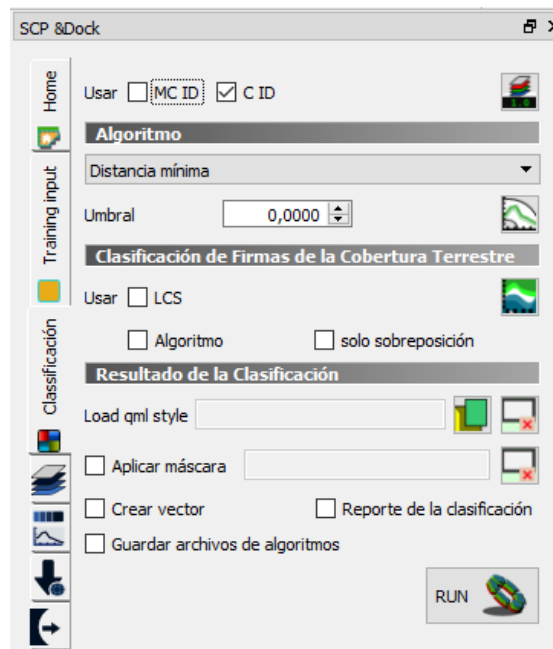 SCP &Dock
Home
Training input
Classificación
Usar MC ID C ID
Algoritmo
Distancia mínima
Umbral 0,0000
Clasificación de Firmas de la Cobertura Terrestre
Usar LCS
Algoritmo solo sobreposición
Resultado de la Clasificación
Load qml style
Aplicar máscara
Crear vector Reporte de la clasificación
Guardar archivos de algoritmos
RUN